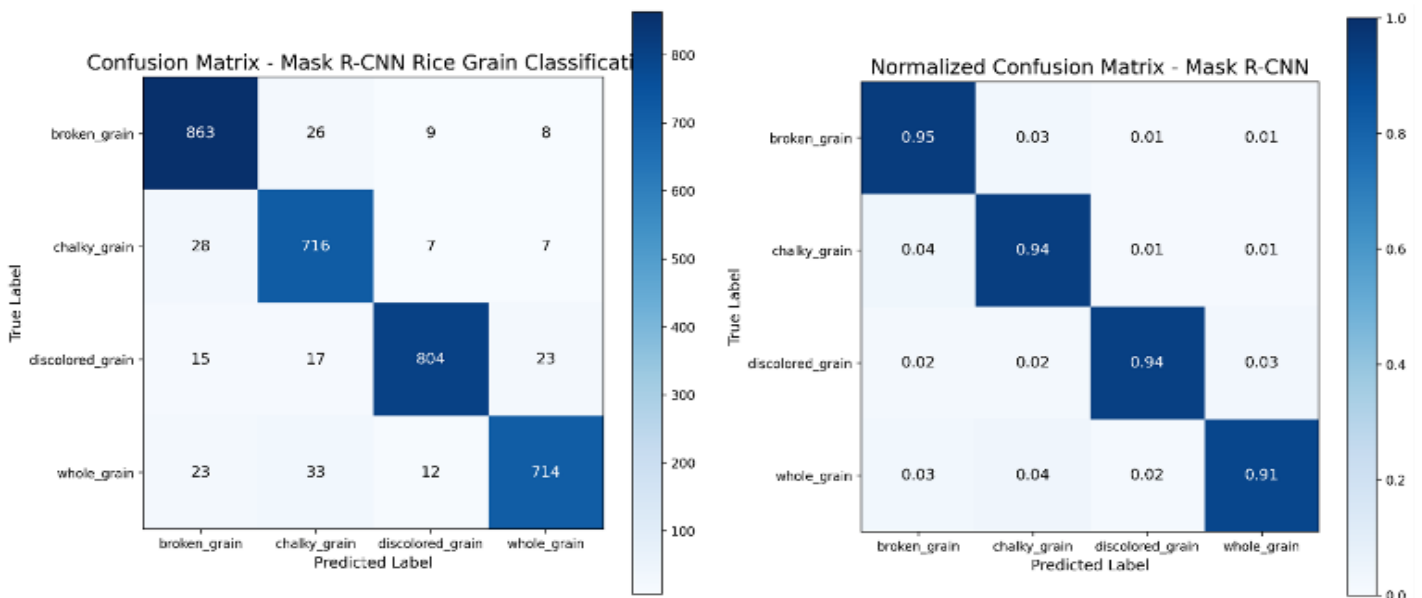 Confusion Matrix - Mask R-CNN Rice Grain Classificati
True Label
broken_grain 863 26 9 8
chalky_grain 28 716 7 7
discolored_grain 15 17 804 23
whole_grain 23 33 12 714
broken_grain chalky_grain discolored_grain whole_grain
Predicted Label
800
700
600
500
400
300
200
100
Normalized Confusion Matrix - Mask R-CNN
True Label
broken_grain 0.95 0.03 0.01 0.01
chalky_grain 0.04 0.94 0.01 0.01
discolored_grain 0.02 0.02 0.94 0.03
whole_grain 0.03 0.04 0.02 0.91
broken_grain chalky_grain discolored_grain whole_grain
Predicted Label
1.0
0.8
0.6
0.4
0.2
0.0